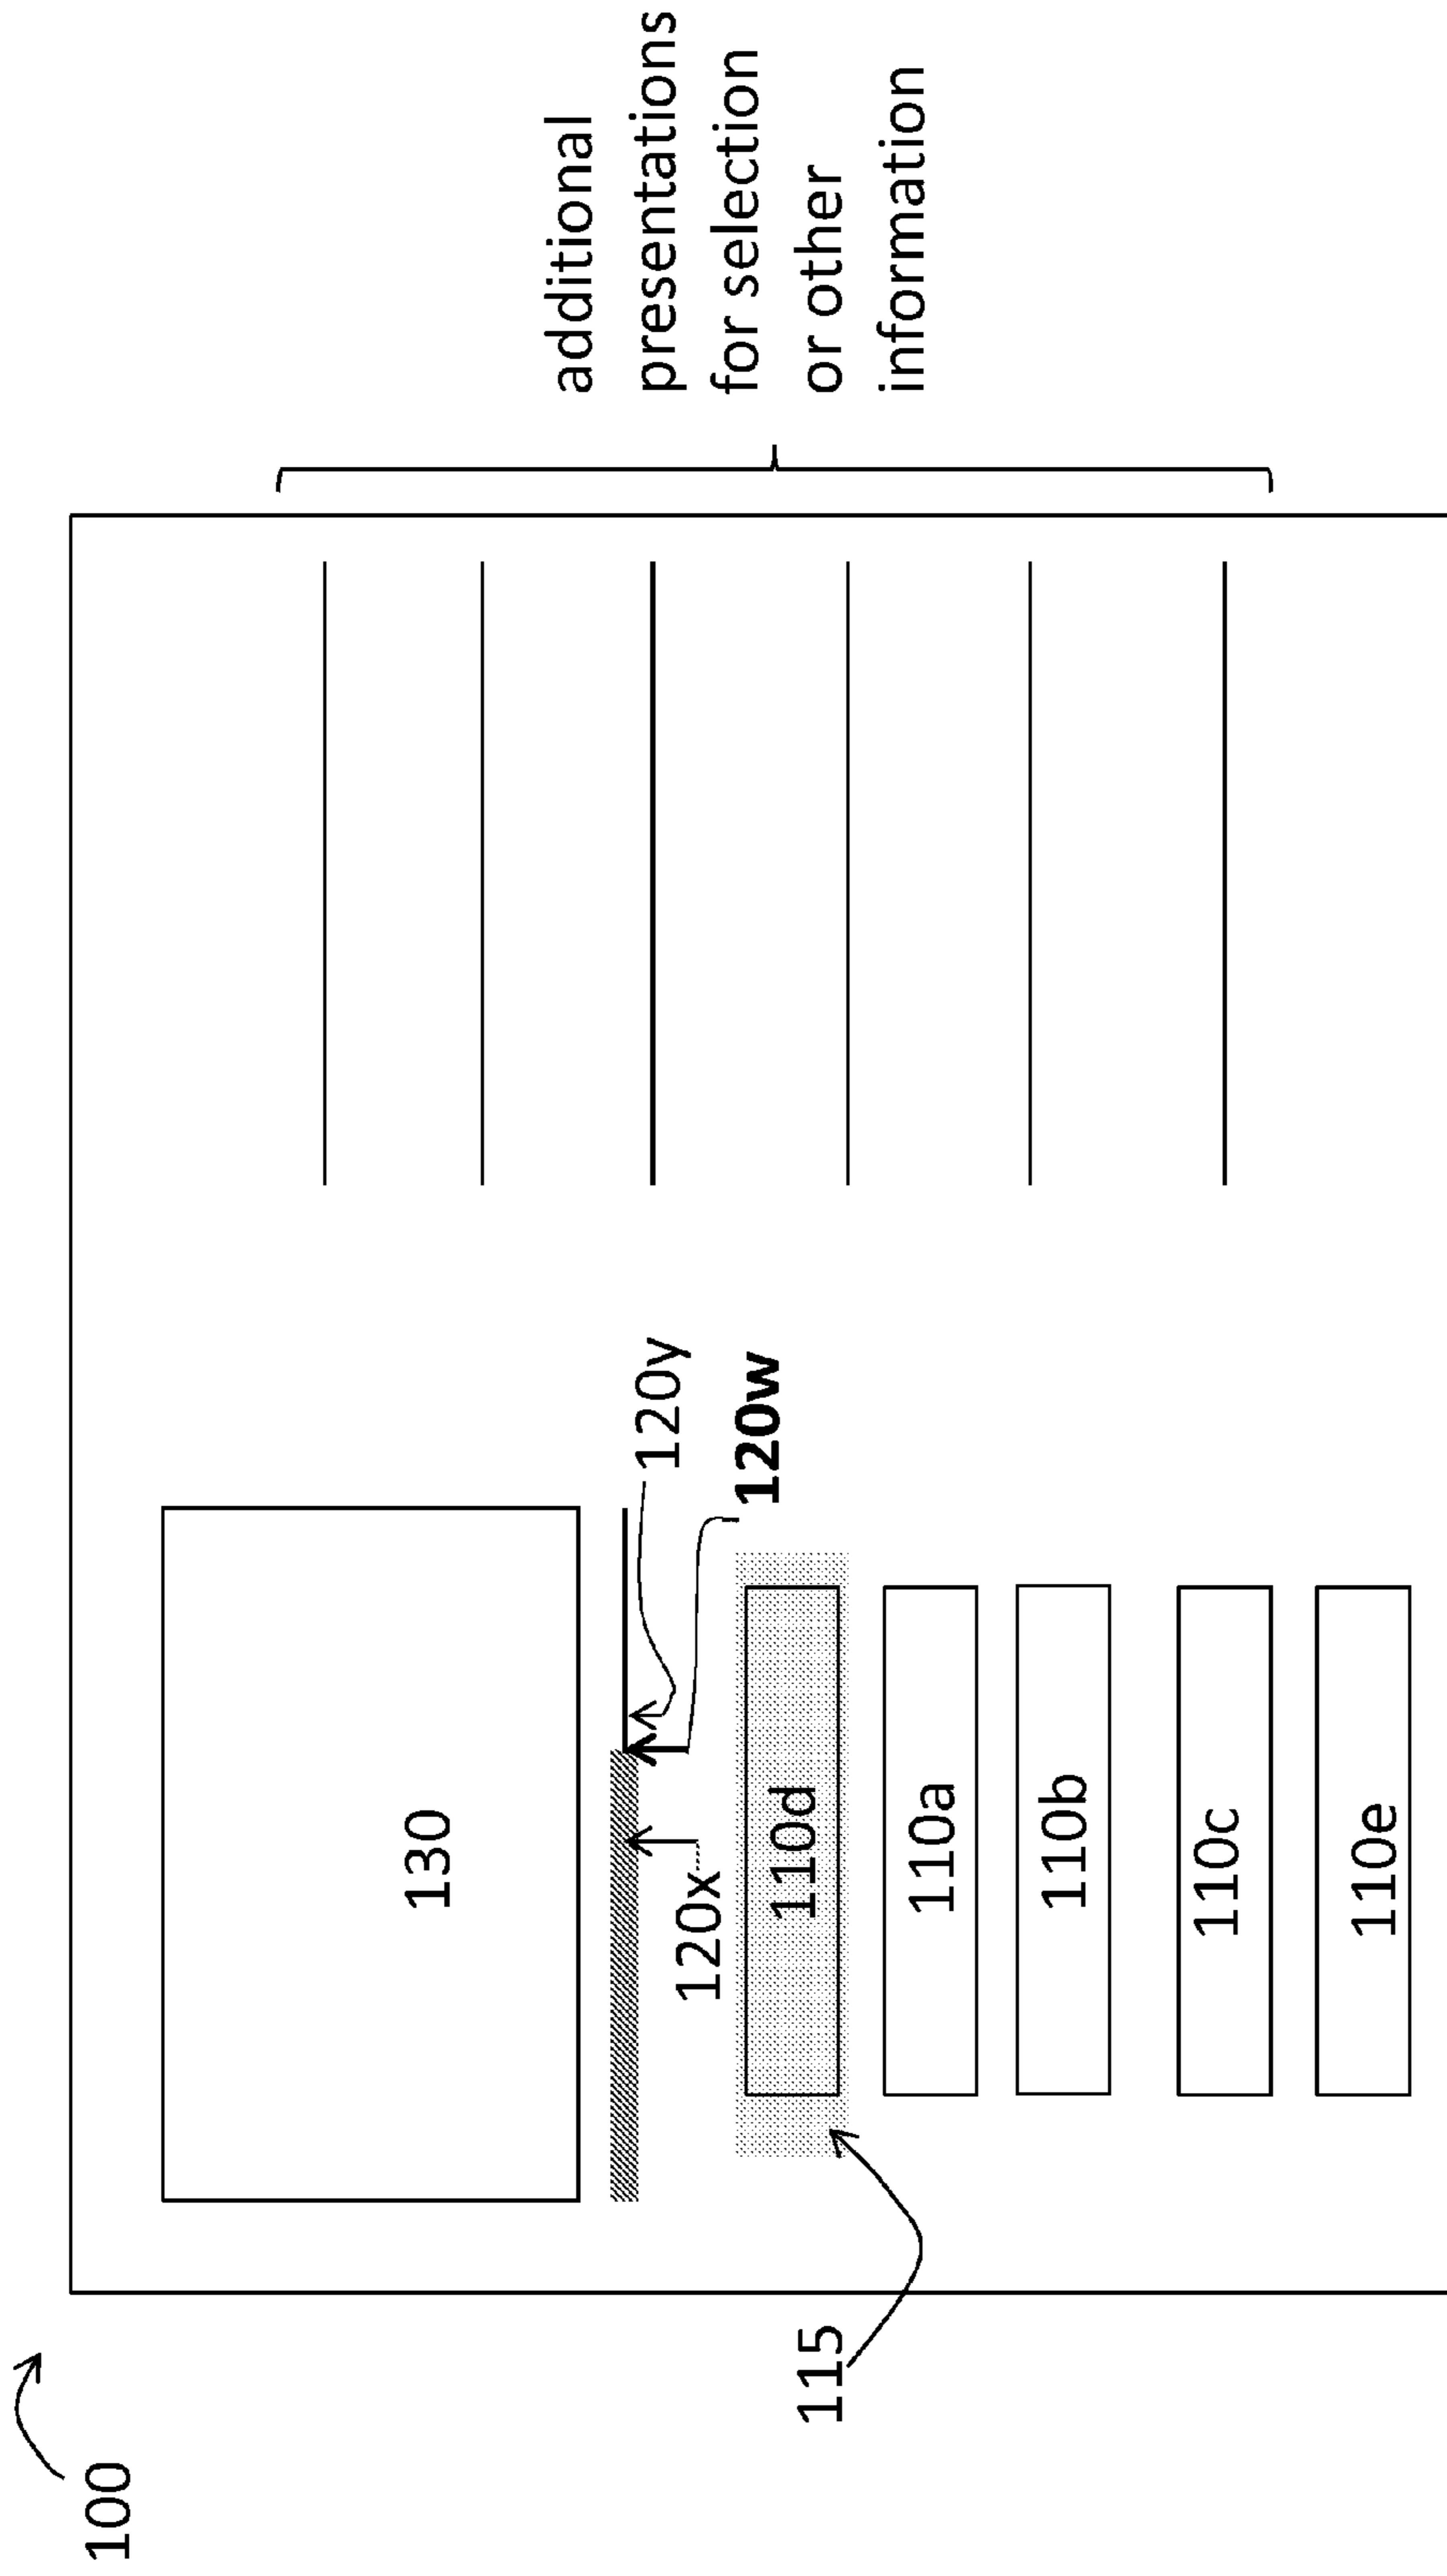 100
130
additional
presentations
for selection
or other
information
120y
120x
120w
110d
115
110a
110b
110c
110e